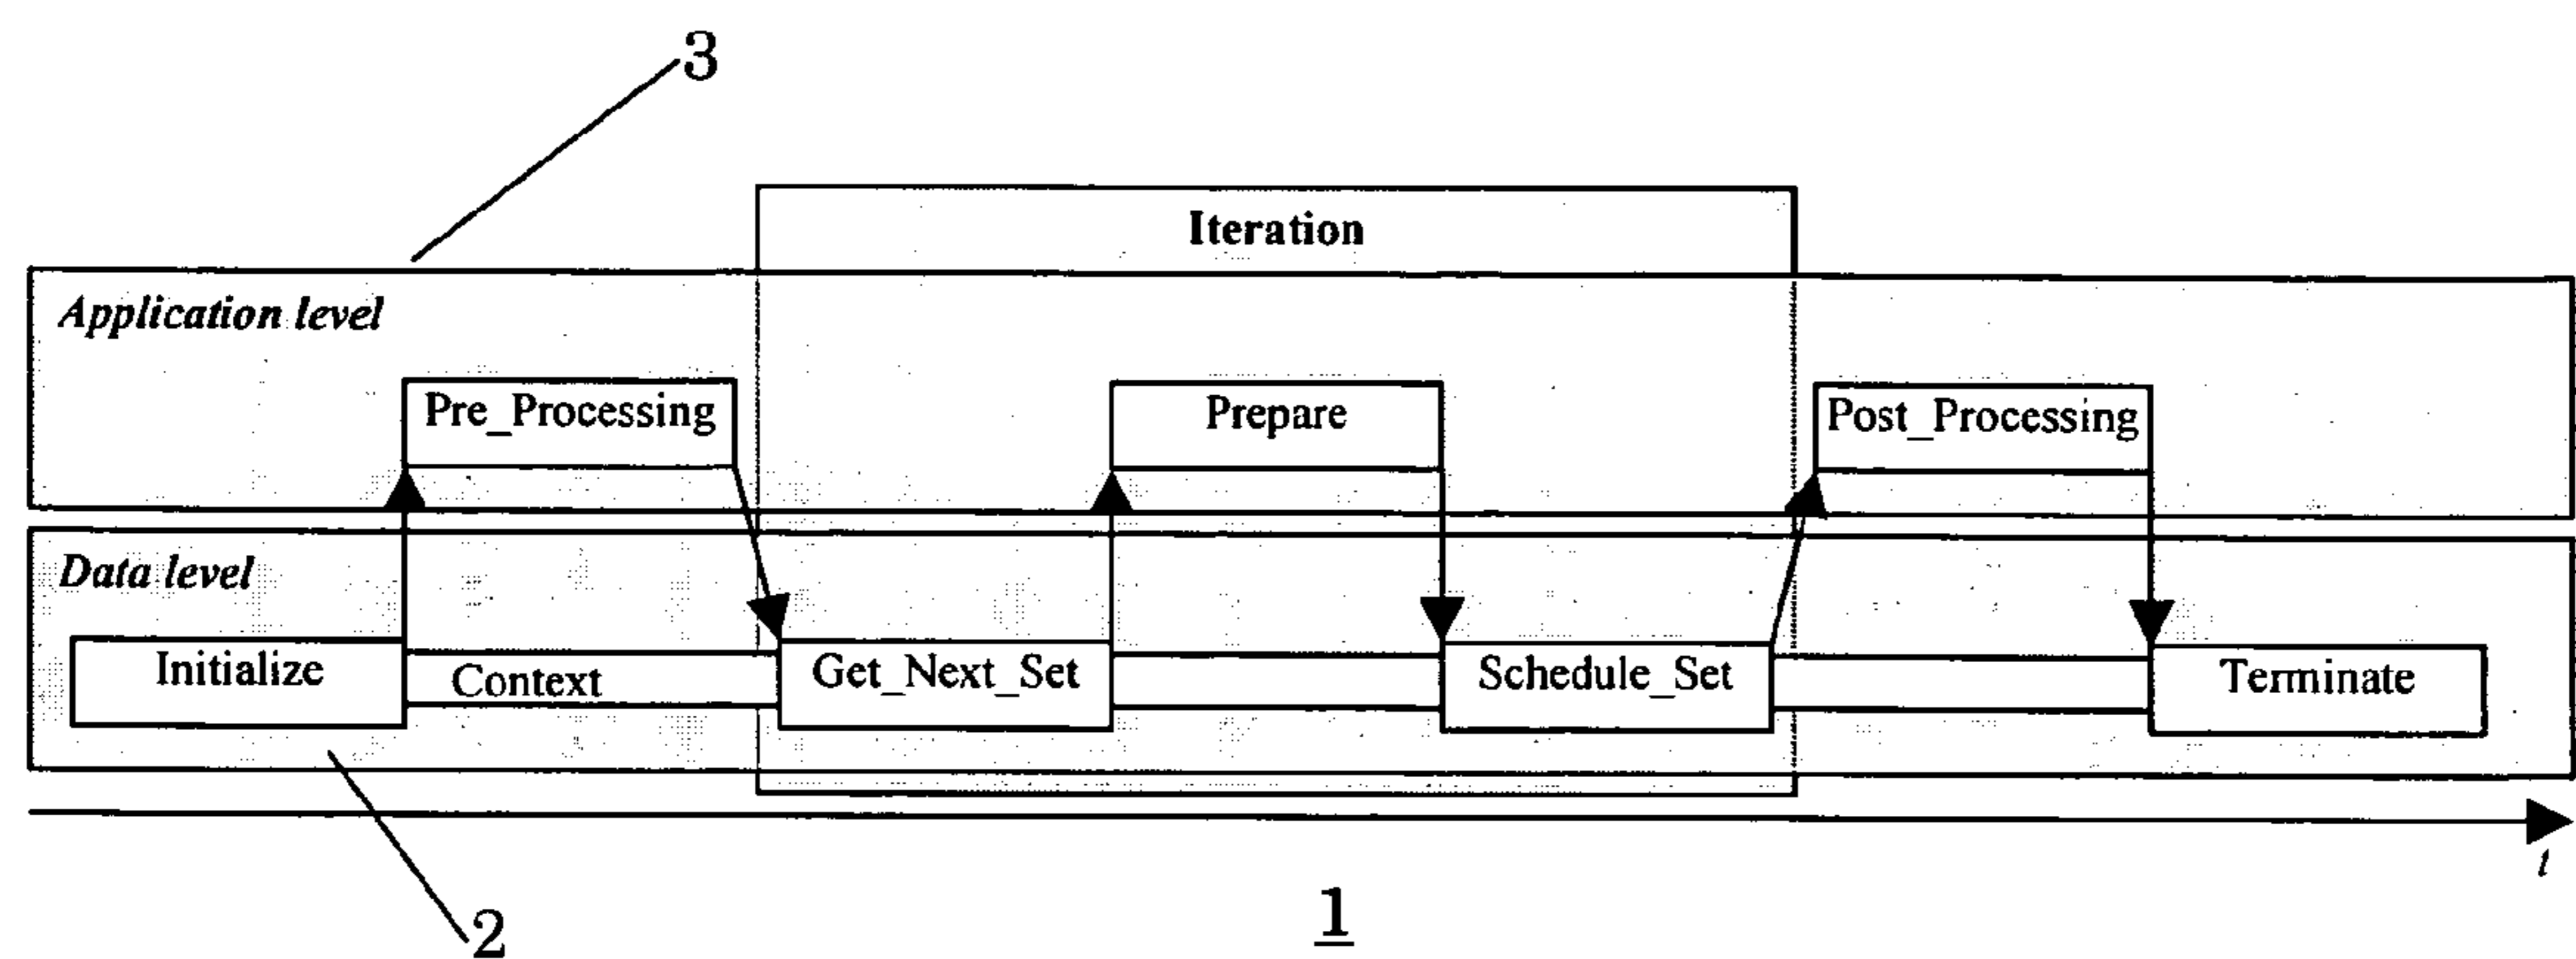 3
Iteration
Application level
Pre_Processing
Prepare
Post_Processing
Data level
Initialize
Context
Get_Next_Set
Schedule_Set
Terminate
t
2
1